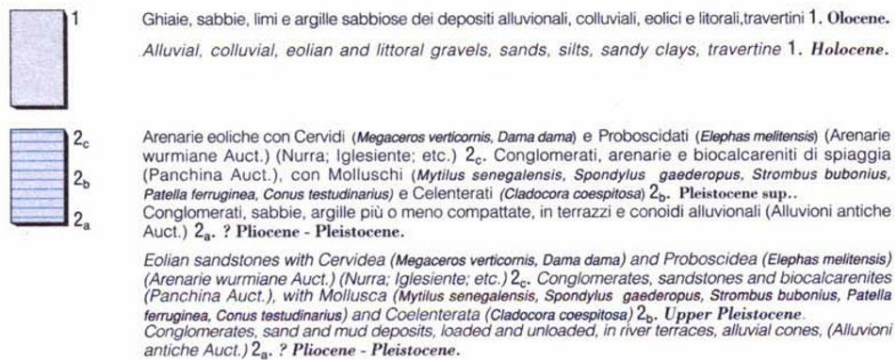 1
Ghiaie, sabbie, limi e argille sabbiose dei depositi alluvionali, colluviali, eolici e litorali,travertini 1. Olocene.
Alluvial, colluvial, eolian and littoral gravels, sands, silts, sandy clays, travertine 1. Holocene.
2c
2b
2a
Arenarie eoliche con Cervidi (Megaceros verticornis, Dama dama) e Proboscidati (Elephas melitensis) (Arenarie
wurmiane Auct.) (Nurra; Iglesiente; etc.) 2c. Conglomerati, arenarie e biocalcareniti di spiaggia
(Panchina Auct.), con Molluschi (Mytilus senegalensis, Spondylus gaederopus, Strombus bubonius,
Patella ferruginea, Conus testudinarius) e Celenterati (Cladocora coespitosa) 2b. Pleistocene sup..
Conglomerati, sabbie, argille più o meno compattate, in terrazzi e conoidi alluvionali (Alluvioni antiche
Auct.) 2a. ? Pliocene - Pleistocene.
Eolian sandstones with Cervidea (Megaceros verticornis, Dama dama) and Proboscidea (Elephas melitensis)
(Arenarie wurmiane Auct.) (Nurra; Iglesiente; etc.) 2c. Conglomerates, sandstones and biocalcarenites
(Panchina Auct.), with Mollusca (Mytilus senegalensis, Spondylus gaederopus, Strombus bubonius, Patella
ferruginea, Conus testudinarius) and Coelenterata (Cladocora coespitosa) 2b. Upper Pleistocene.
Conglomerates, sand and mud deposits, loaded and unloaded, in river terraces, alluvial cones, (Alluvioni
antiche Auct.) 2a. ? Pliocene - Pleistocene.